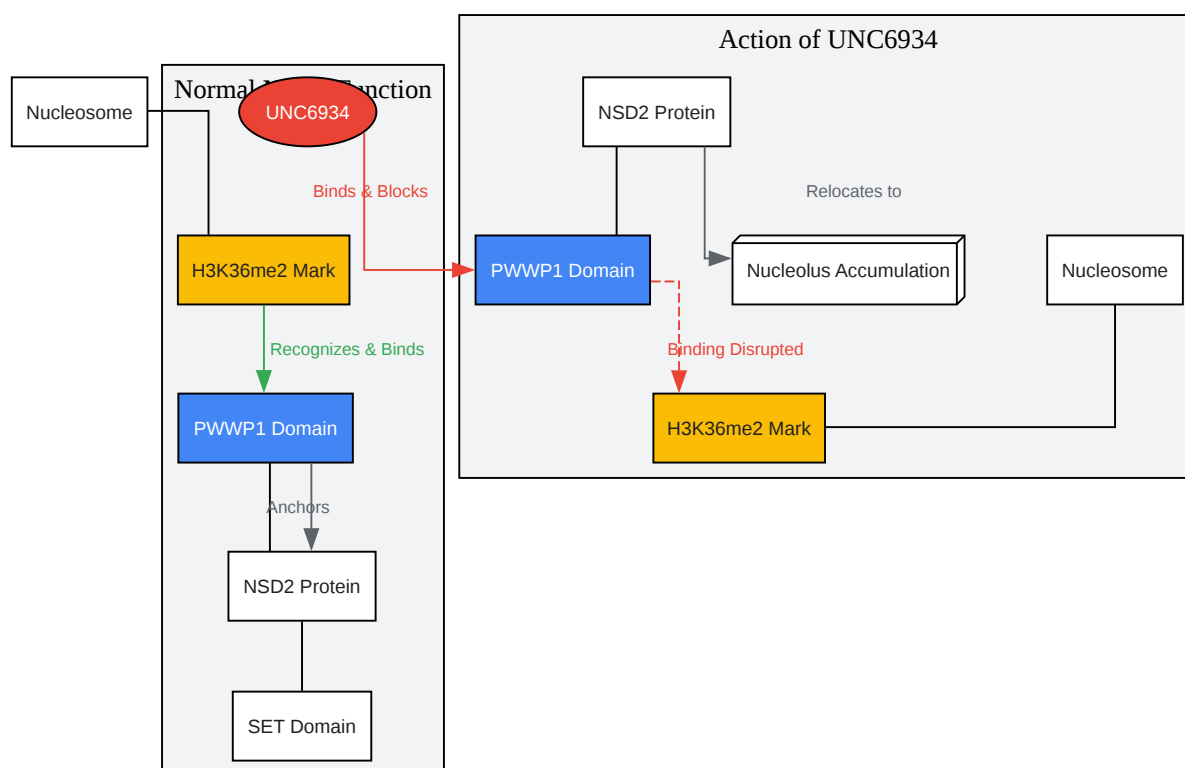 Action of UNC6934
Normal Function
Nucleosome
UNC6934
NSD2 Protein
Binds & Blocks
Relocates to
H3K36me2 Mark
PWWP1 Domain
Nucleolus Accumulation
Nucleosome
Recognizes & Binds
Binding Disrupted
PWWP1 Domain
H3K36me2 Mark
Anchors
NSD2 Protein
SET Domain